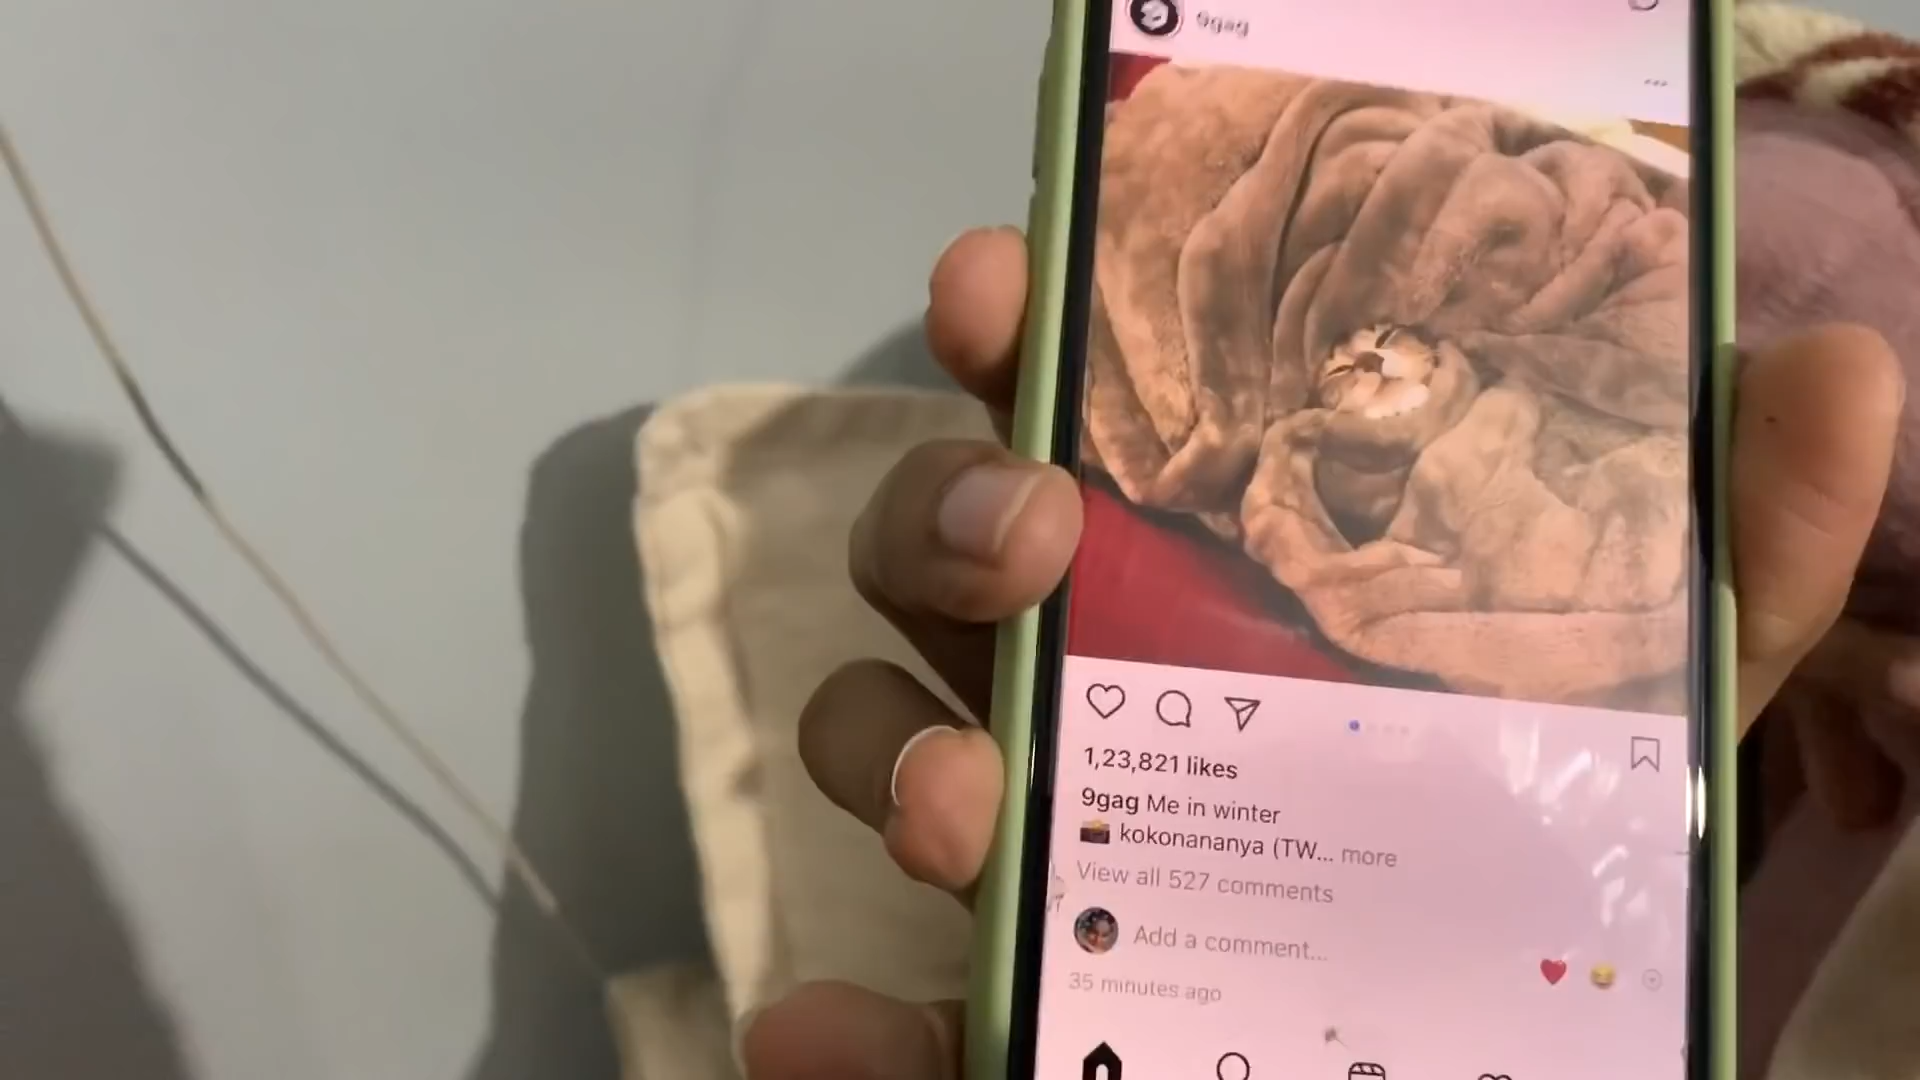 9gag
1,23,821 likes
9gag Me in winter
kokonananya (TW... more
View all 527 comments
Add a comment...
35 minutes ago